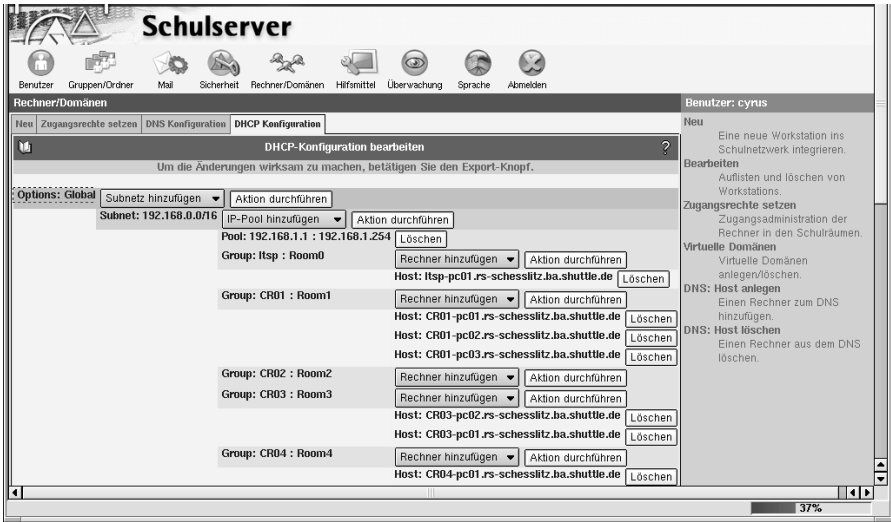 Schulserver
Benutzer Gruppen/Ordner Mail Sicherheit Rechner/Domänen Hilfsmittel Überwachung Sprache Abmelden
Rechner/Domänen
Benutzer: cyrus
Neu Zugangsrechte setzen DNS Konfiguration DHCP Konfiguration
DHCP-Konfiguration bearbeiten ?
Um die Änderungen wirksam zu machen, betätigen Sie den Export-Knopf.
Options: Global Subnetz hinzufügen Aktion durchführen
Subnet: 192.168.0.0/16 IP-Pool hinzufügen Aktion durchführen
Pool: 192.168.1.1 : 192.168.1.254 Löschen
Group: ltsp : Room0 Rechner hinzufügen Aktion durchführen
Host: ltsp-pc01.rs-schesslitz.ba.shuttle.de Löschen
Group: CR01 : Room1 Rechner hinzufügen Aktion durchführen
Host: CR01-pc01.rs-schesslitz.ba.shuttle.de Löschen
Host: CR01-pc02.rs-schesslitz.ba.shuttle.de Löschen
Host: CR01-pc03.rs-schesslitz.ba.shuttle.de Löschen
Group: CR02 : Room2 Rechner hinzufügen Aktion durchführen
Group: CR03 : Room3 Rechner hinzufügen Aktion durchführen
Host: CR03-pc02.rs-schesslitz.ba.shuttle.de Löschen
Host: CR03-pc01.rs-schesslitz.ba.shuttle.de Löschen
Group: CR04 : Room4 Rechner hinzufügen Aktion durchführen
Host: CR04-pc01.rs-schesslitz.ba.shuttle.de Löschen
Neu
Eine neue Workstation ins
Schulnetzwerk integrieren.
Bearbeiten
Auflisten und löschen von
Workstations.
Zugangsrechte setzen
Zugangsadministration der
Rechner in den Schulräumen.
Virtuelle Domänen
Virtuelle Domänen
anlegen/löschen.
DNS: Host anlegen
Einen Rechner zum DNS
hinzufügen.
DNS: Host löschen
Einen Rechner aus dem DNS
löschen.
37%